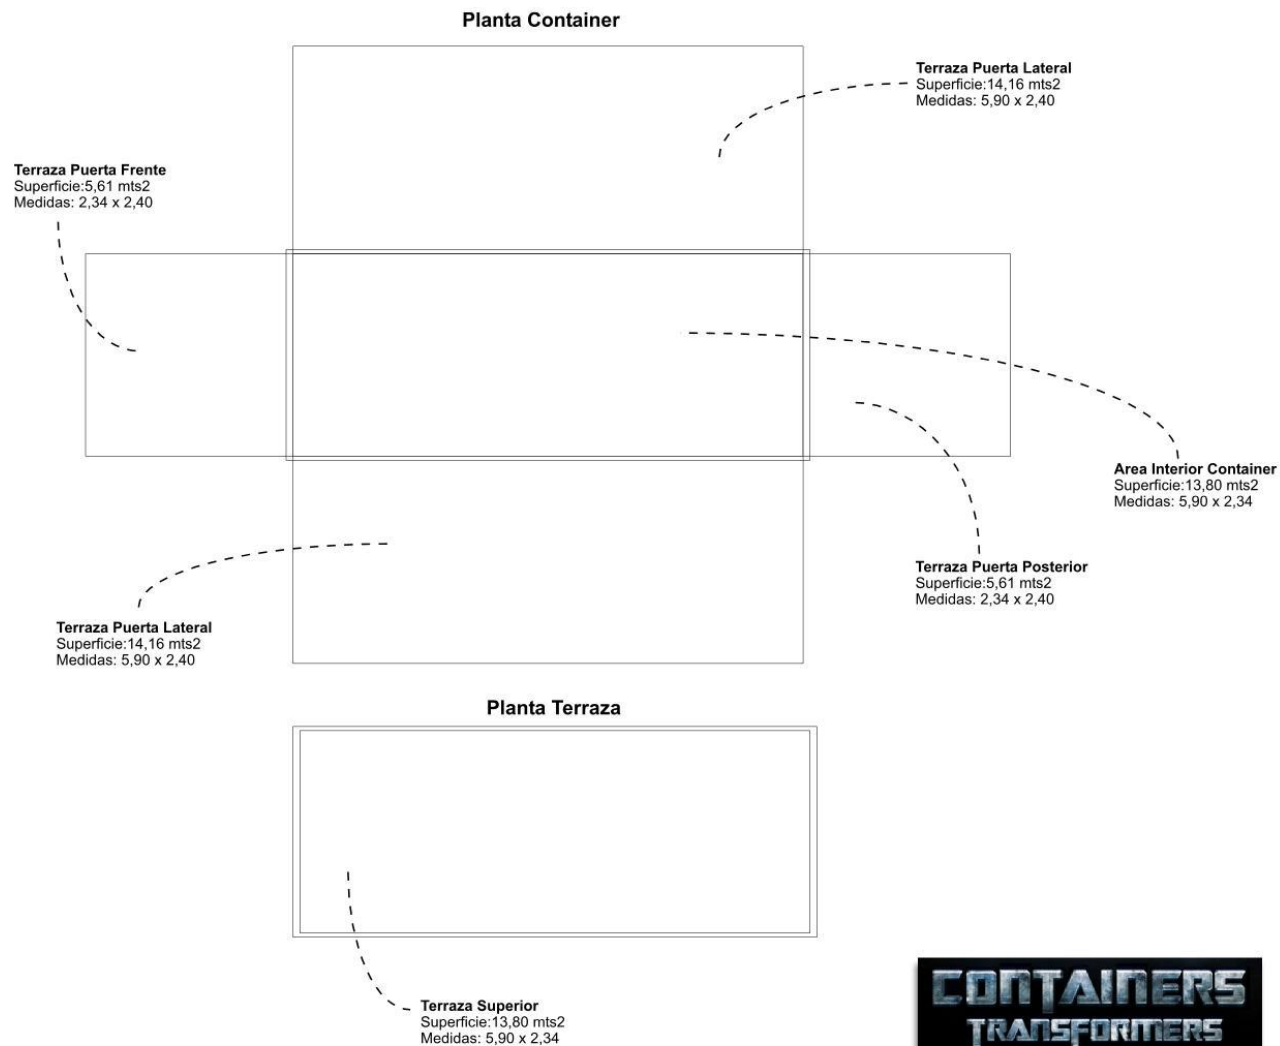 Planta Container
Terraza Puerta Lateral
Superficie:14,16 mts2
Medidas: 5,90 x 2,40
Terraza Puerta Frente
Superficie:5,61 mts2
Medidas: 2,34 x 2,40
Area Interior Container
Superficie:13,80 mts2
Medidas: 5,90 x 2,34
Terraza Puerta Posterior
Superficie:5,61 mts2
Medidas: 2,34 x 2,40
Terraza Puerta Lateral
Superficie:14,16 mts2
Medidas: 5,90 x 2,40
Planta Terraza
Terraza Superior
Superficie:13,80 mts2
Medidas: 5,90 x 2,34
CONTAINERS
TRANSFORMERS